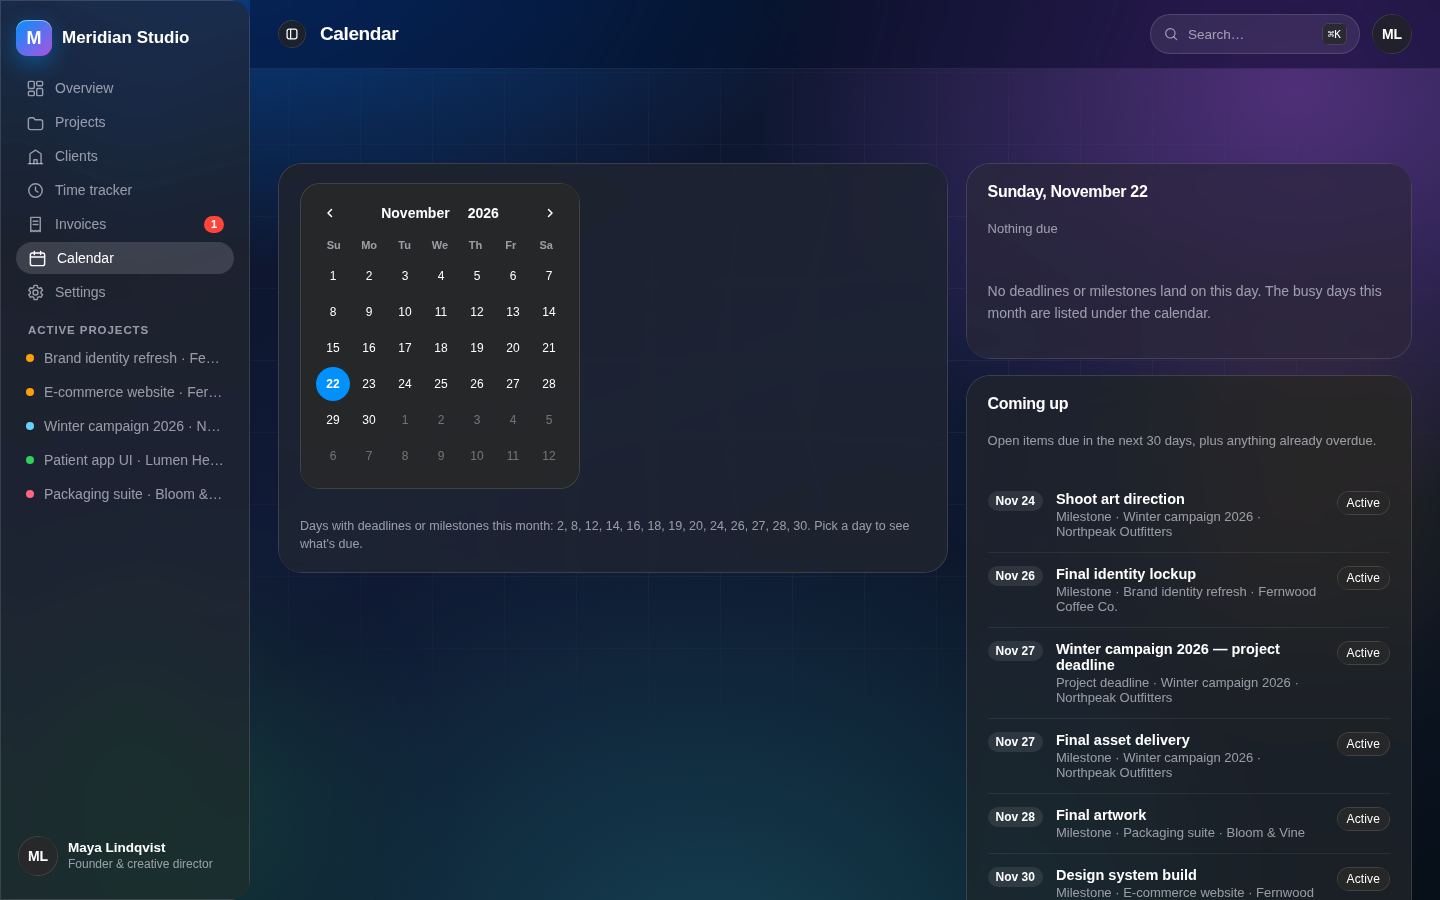 M Meridian Studio
Overview
Projects
Clients
Time tracker
Invoices 1
Calendar
Settings
ACTIVE PROJECTS
Brand identity refresh · Fe…
E-commerce website · Fer…
Winter campaign 2026 · N…
Patient app UI · Lumen He…
Packaging suite · Bloom &…
ML Maya Lindqvist
Founder & creative director
Calendar
Search… ⌘K ML
November 2026
Su Mo Tu We Th Fr Sa
1 2 3 4 5 6 7
8 9 10 11 12 13 14
15 16 17 18 19 20 21
22 23 24 25 26 27 28
29 30 1 2 3 4 5
6 7 8 9 10 11 12
Days with deadlines or milestones this month: 2, 8, 12, 14, 16, 18, 19, 20, 24, 26, 27, 28, 30. Pick a day to see
what's due.
Sunday, November 22
Nothing due
No deadlines or milestones land on this day. The busy days this
month are listed under the calendar.
Coming up
Open items due in the next 30 days, plus anything already overdue.
Nov 24 Shoot art direction Active
Milestone · Winter campaign 2026 ·
Northpeak Outfitters
Nov 26 Final identity lockup Active
Milestone · Brand identity refresh · Fernwood
Coffee Co.
Nov 27 Winter campaign 2026 — project Active
deadline
Project deadline · Winter campaign 2026 ·
Northpeak Outfitters
Nov 27 Final asset delivery Active
Milestone · Winter campaign 2026 ·
Northpeak Outfitters
Nov 28 Final artwork Active
Milestone · Packaging suite · Bloom & Vine
Nov 30 Design system build Active
Milestone · E-commerce website · Fernwood